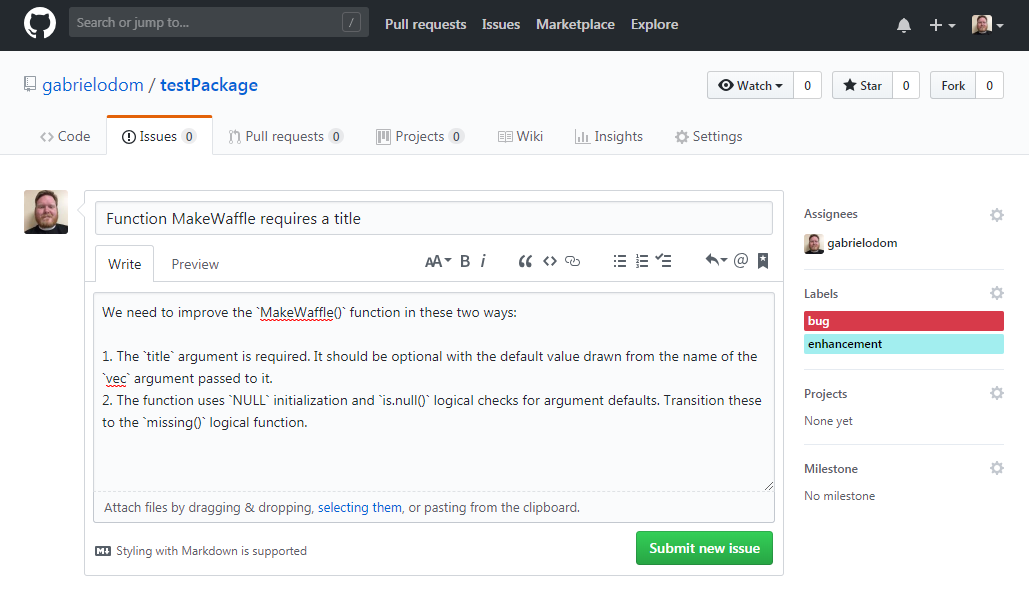 Search or jump to... / Pull requests Issues Marketplace Explore
gabrielodom / testPackage Watch 0 Star 0 Fork 0
Code Issues 0 Pull requests 0 Projects 0 Wiki Insights Settings
Function MakeWaffle requires a title
Write Preview AA B i “ <> @
We need to improve the `MakeWaffle()` function in these two ways:
1. The `title` argument is required. It should be optional with the default value drawn from the name of the
`vec` argument passed to it.
2. The function uses `NULL` initialization and `is.null()` logical checks for argument defaults. Transition these
to the `missing()` logical function.
Attach files by dragging & dropping, selecting them, or pasting from the clipboard.
Styling with Markdown is supported
Submit new issue
Assignees
gabrielodom
Labels
bug
enhancement
Projects
None yet
Milestone
No milestone